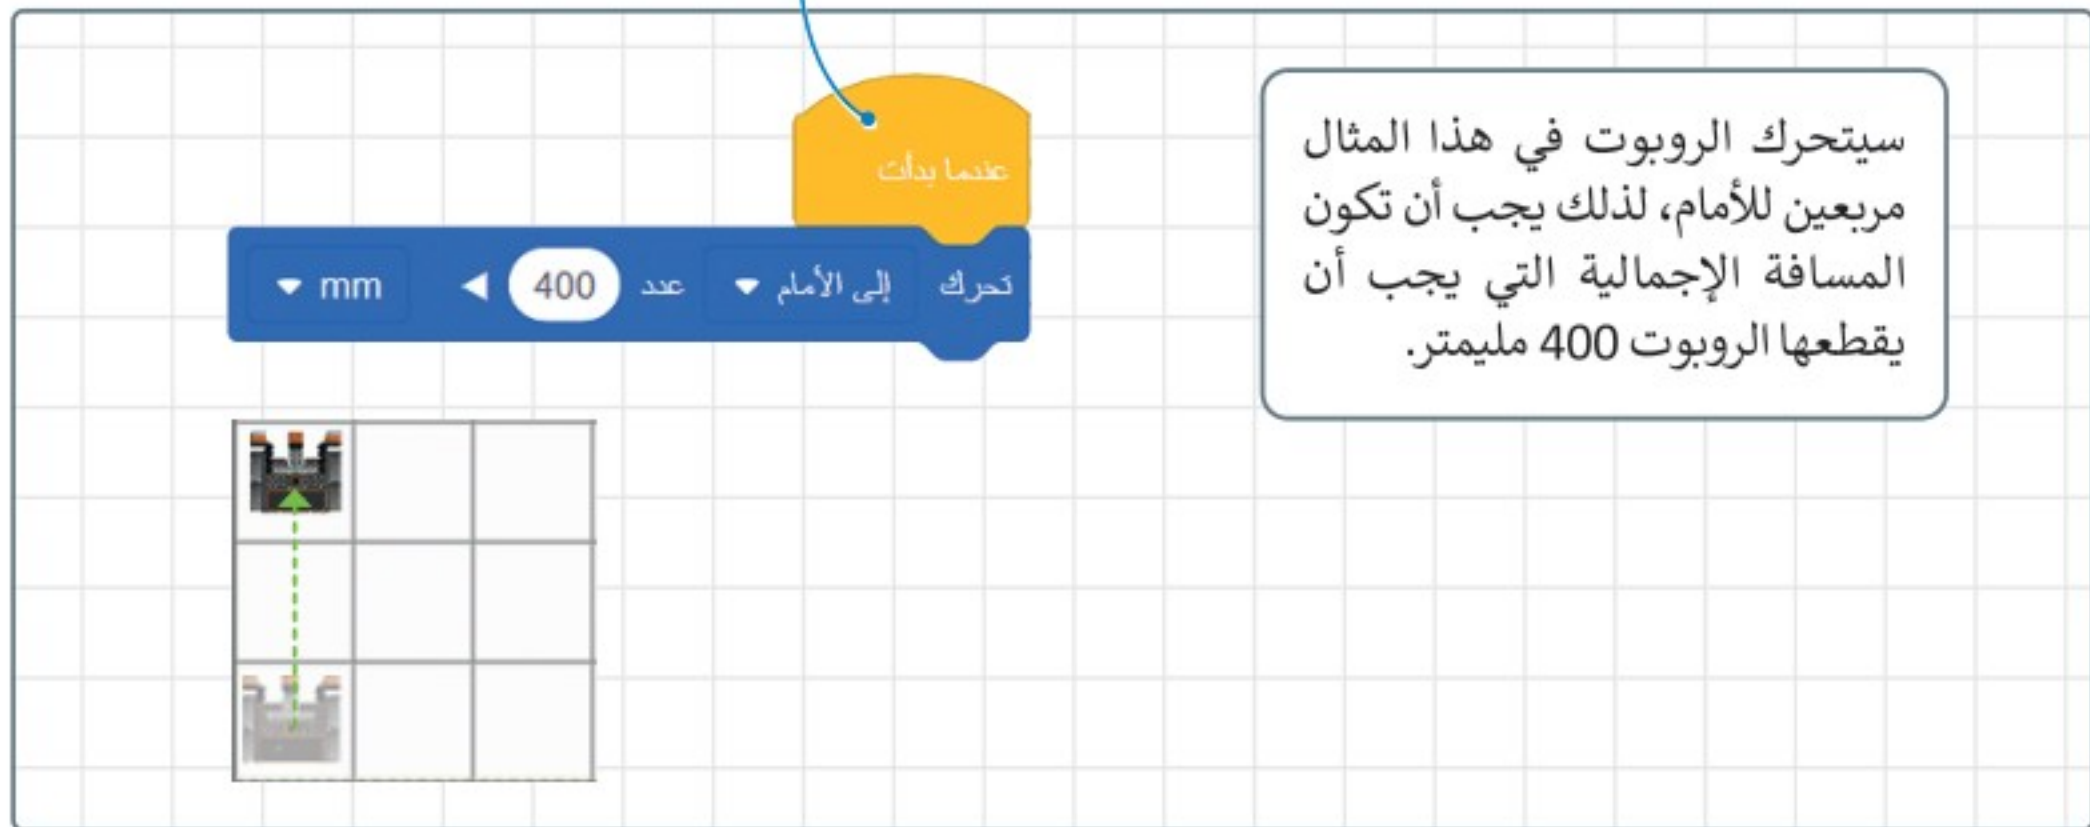 عندما بدأت
تحرك إلى الأمام عدد 400 mm
سيتحرك الروبوت في هذا المثال
مربعين للأمام، لذلك يجب أن تكون
المسافة الإجمالية التي يجب أن
يقطعها الروبوت 400 مليمتر.